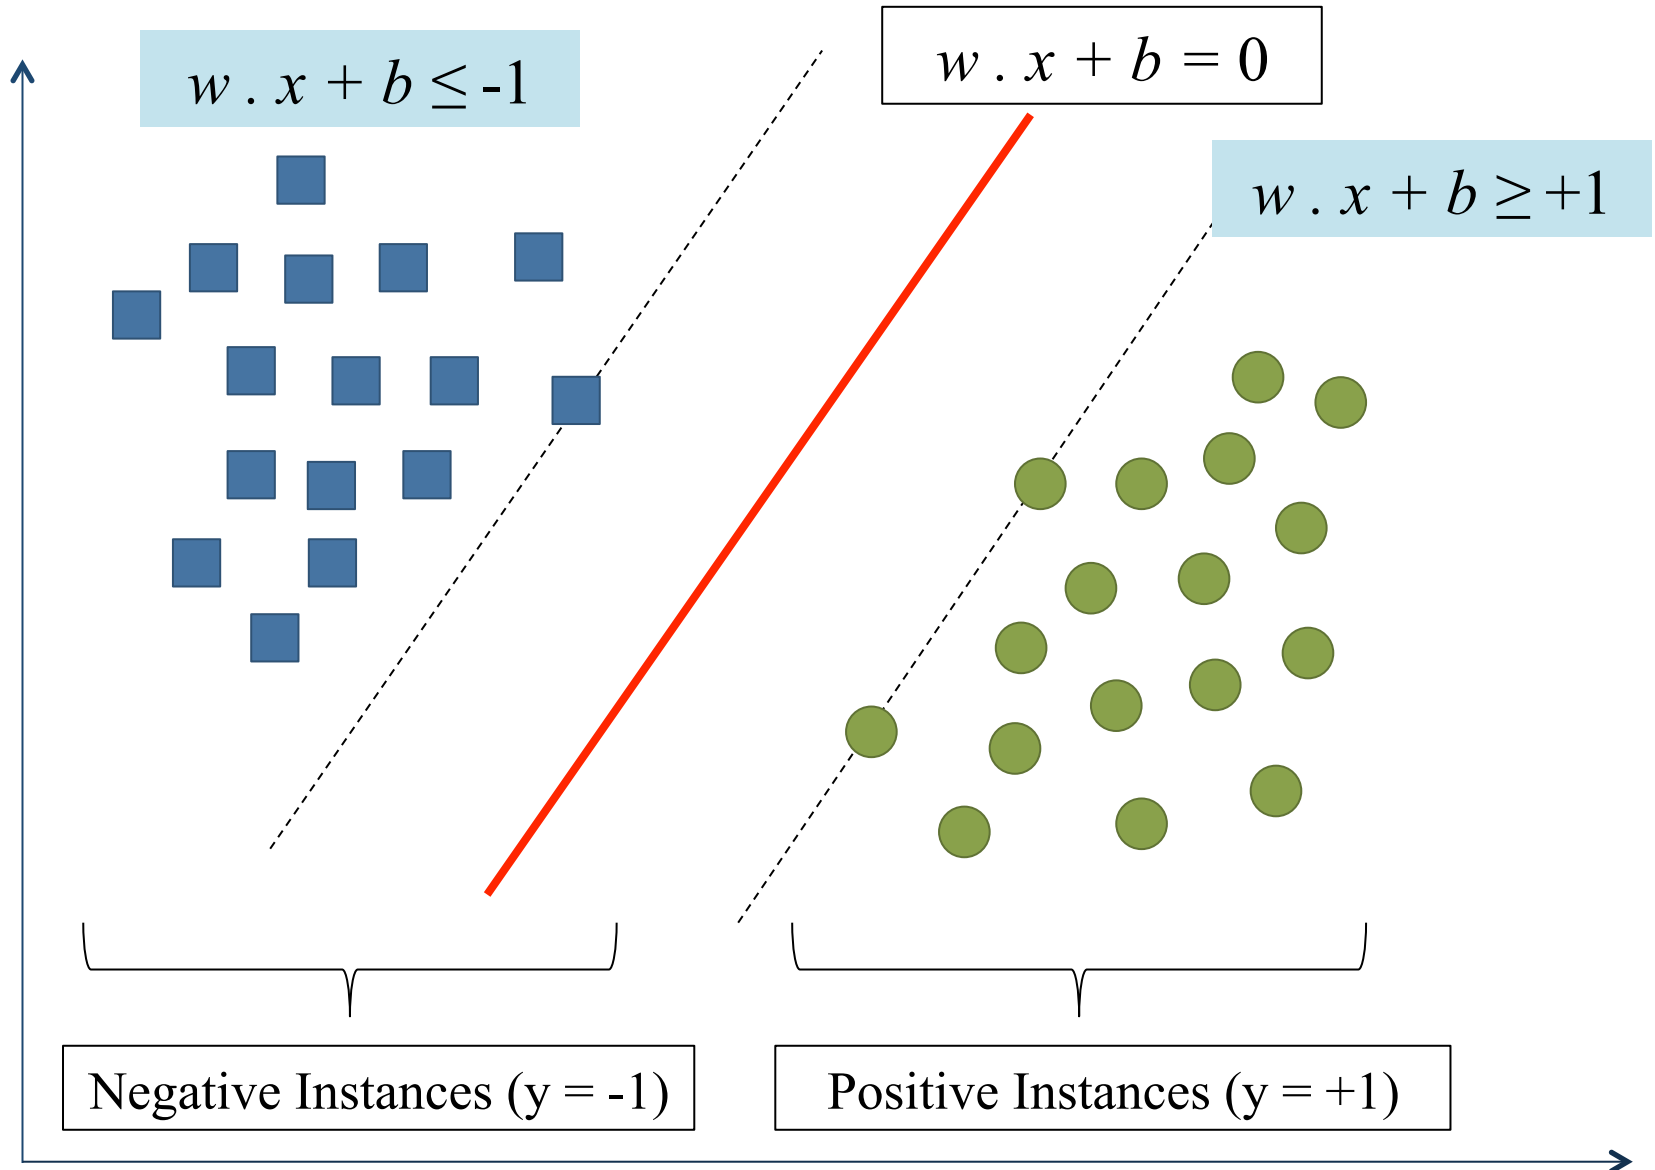 w . x + b ≤ -1
w . x + b = 0
w . x + b ≥ +1
Negative Instances (y = -1)
Positive Instances (y = +1)